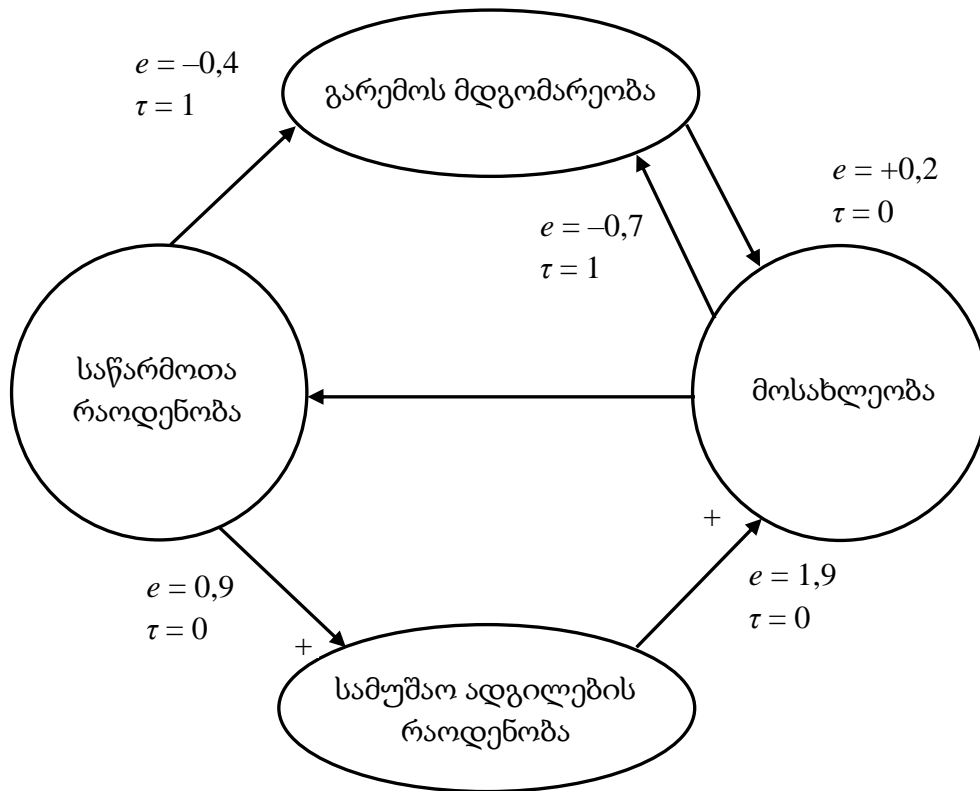 e = –0,4
τ = 1
გარემოს მდგომარეობა
e = +0,2
τ = 0
e = –0,7
τ = 1
საწარმოთა
რაოდენობა
მოსახლეობა
+
e = 0,9
τ = 0
e = 1,9
τ = 0
+
სამუშაო ადგილების
რაოდენობა